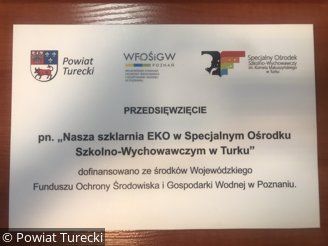 Powiat
Turecki
WFOŚiGW
POZNAŃ
Specjalny Ośrodek
Szkolno-Wychowawczy
w Turku
PRZEDSIĘWZIĘCIE
pn. „Nasza szklarnia EKO w Specjalnym Ośrodku
Szkolno-Wychowawczym w Turku”
dofinansowano ze środków Wojewódzkiego
Funduszu Ochrony Środowiska i Gospodarki Wodnej w Poznaniu.
© Powiat Turecki